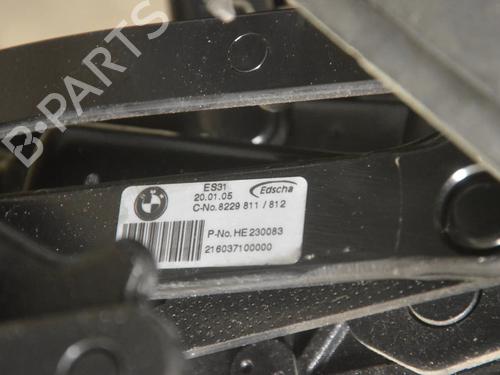 ES31
20.01.05
C-No. 8229 811 / 812
Edscha
P-No. HE 230083
216037100000
B-PARTS